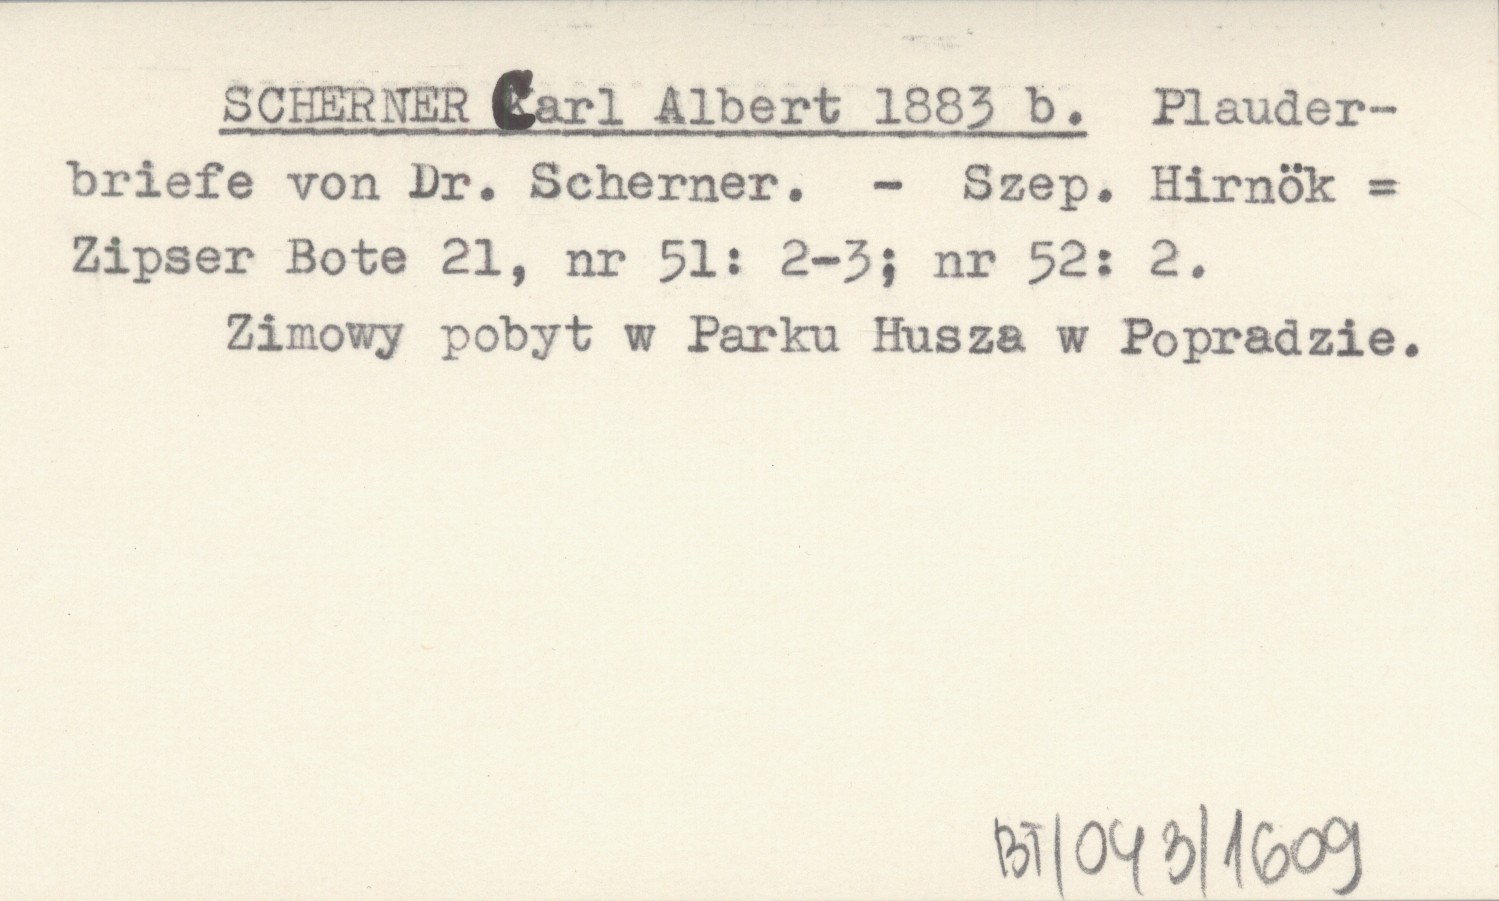 SCHERNER Carl Albert 1883 b. Plauder-
briefe von Dr. Scherner. - Szep. Hirnök =
Zipser Bote 21, nr 51: 2-3; nr 52: 2.
Zimowy pobyt w Parku Husza w Popradzie.
BT/043/1609